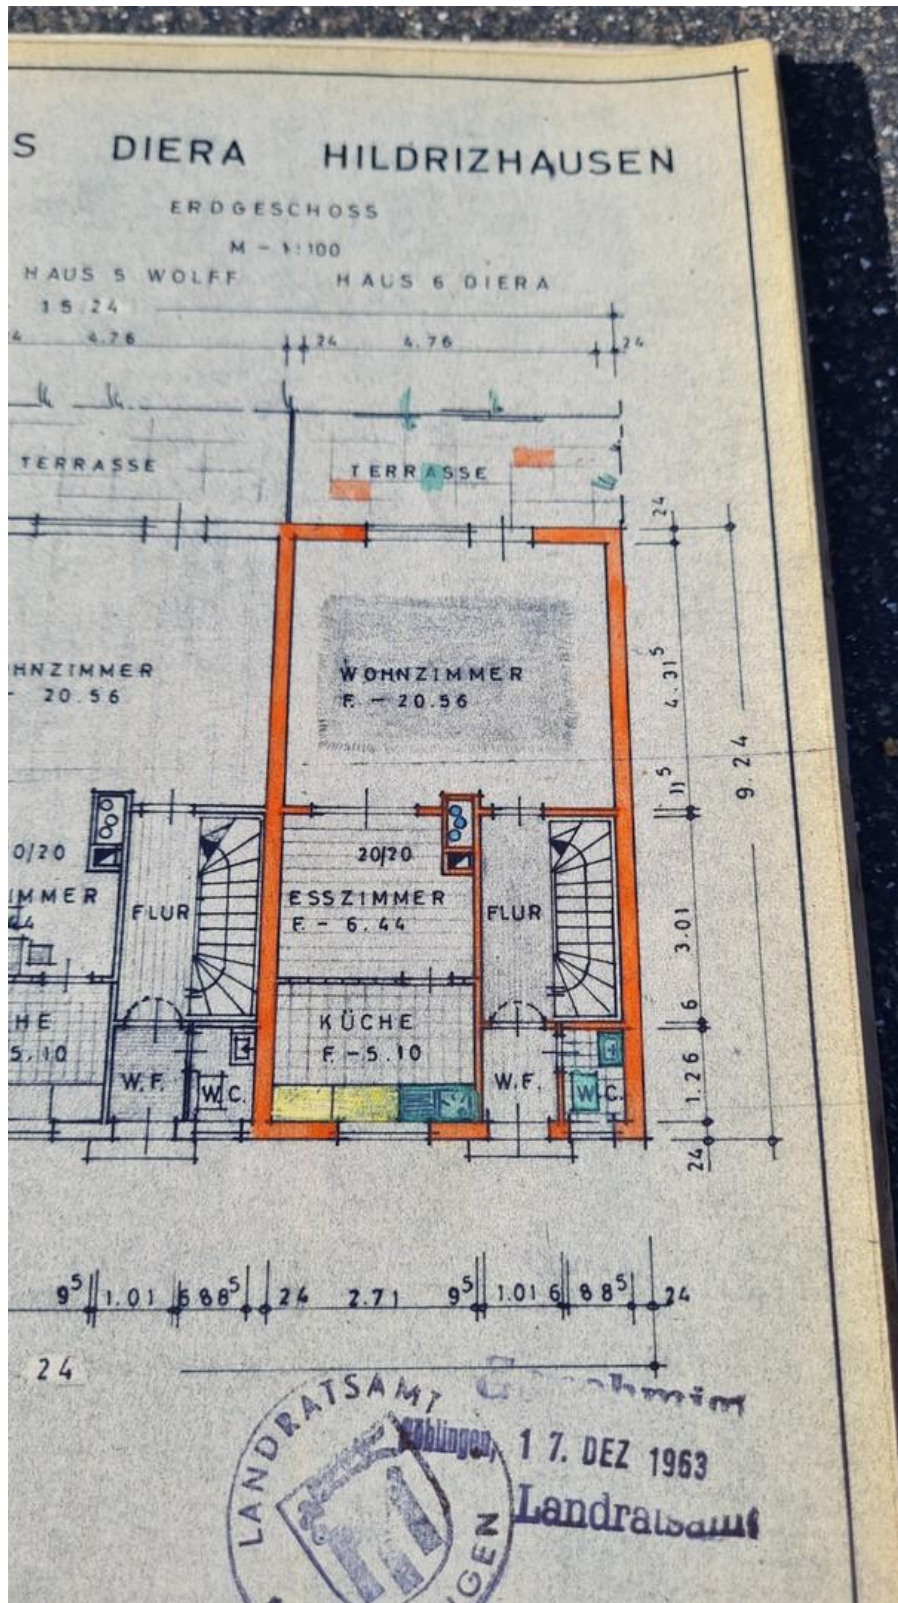 S DIERA HILDRIZHAUSEN
ERDGESCHOSS
M - 1:100
HAUS 5 WOLFF HAUS 6 DIERA
15.24
4.76 24 4.76 24
TERRASSE TERRASSE
24
WOHNZIMMER
F. - 20.56
HNZIMMER
20.56
4.31⁵
11⁵
9.24
0/20 20/20
MMER ESSZIMMER
44 F. - 6.44
FLUR FLUR
3.01
6
HE KÜCHE
5.10 F. - 5.10
W.F. W.C. W.F. W.C.
1.26
24
9⁵ 1.01 6 88⁵ 24 2.71 9⁵ 1.01 6 88⁵ 24
24
LANDRATSAMT
Böblingen, 17. DEZ 1963
Landratsamt
NGEN